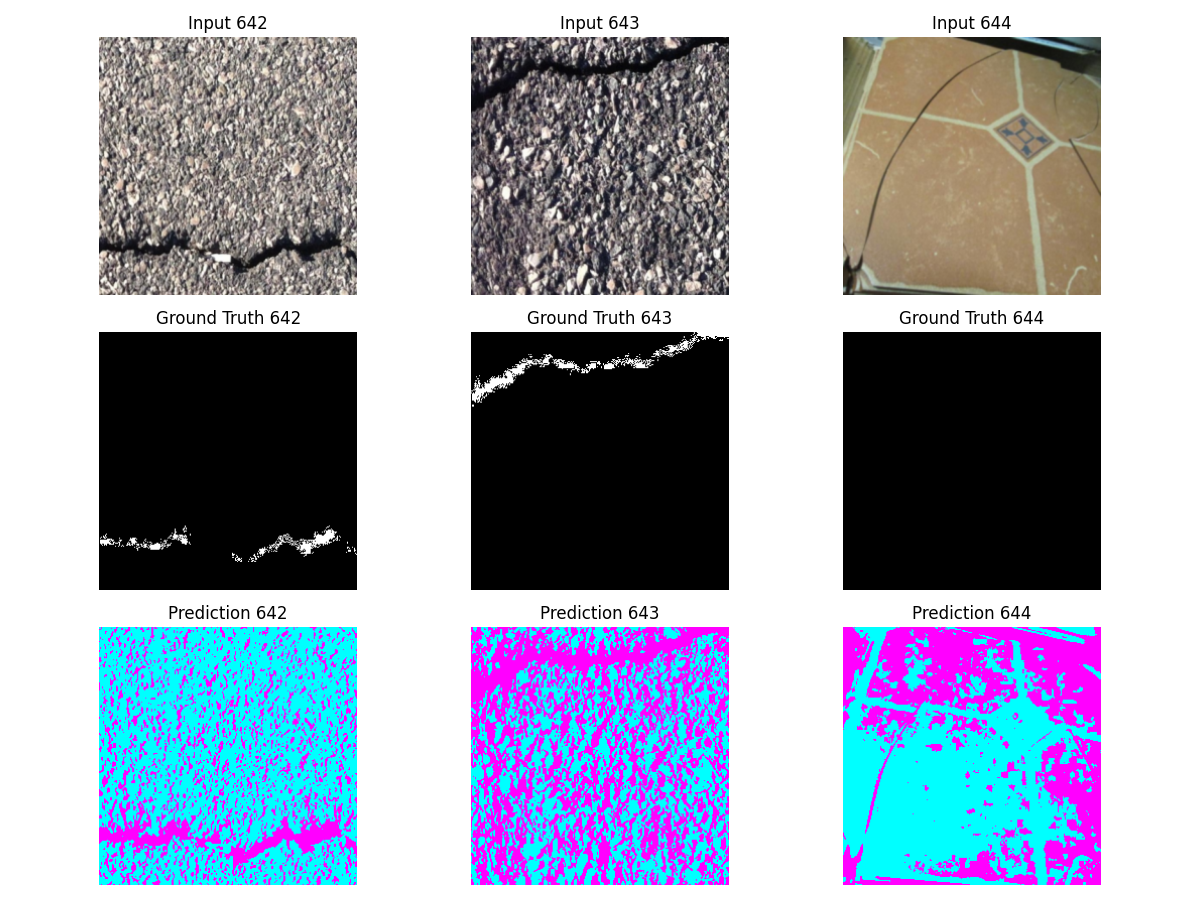 Input 642
Input 643
Input 644
Ground Truth 642
Ground Truth 643
Ground Truth 644
Prediction 642
Prediction 643
Prediction 644